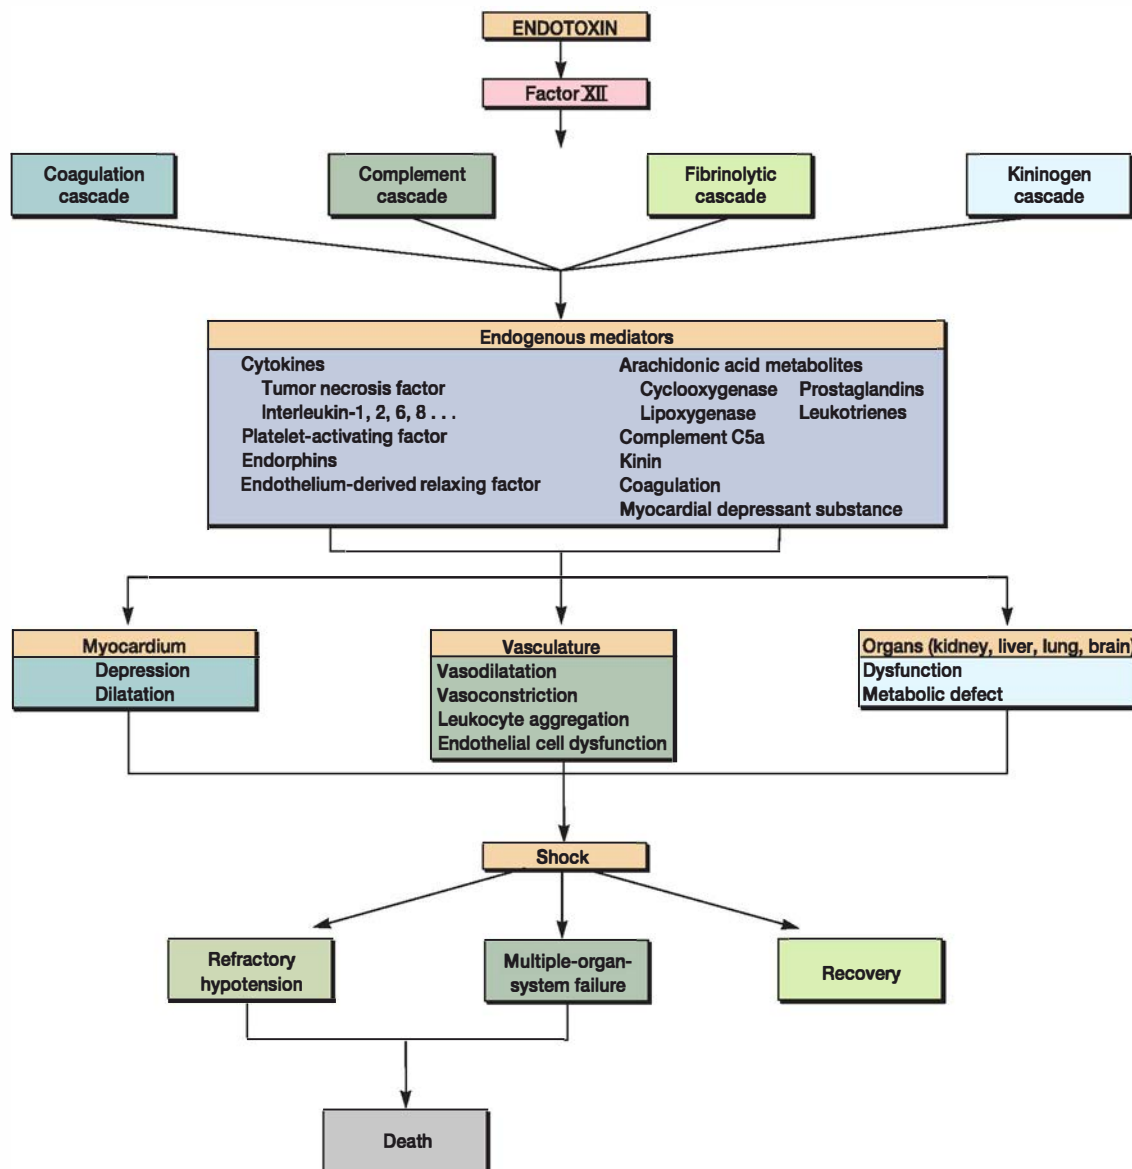 ENDOTOXIN
Factor XII
Coagulation
cascade
Complement
cascade
Fibrinolytic
cascade
Kininogen
cascade
Endogenous mediators
Cytokines
Tumor necrosis factor
Interleukin-1, 2, 6, 8 . . .
Platelet-activating factor
Endorphins
Endothelium-derived relaxing factor
Arachidonic acid metabolites
Cyclooxygenase Prostaglandins
Lipoxygenase Leukotrienes
Complement C5a
Kinin
Coagulation
Myocardial depressant substance
Myocardium
Depression
Dilatation
Vasculature
Vasodilatation
Vasoconstriction
Leukocyte aggregation
Endothelial cell dysfunction
Organs (kidney, liver, lung, brain)
Dysfunction
Metabolic defect
Shock
Refractory
hypotension
Multiple-organ-
system failure
Recovery
Death